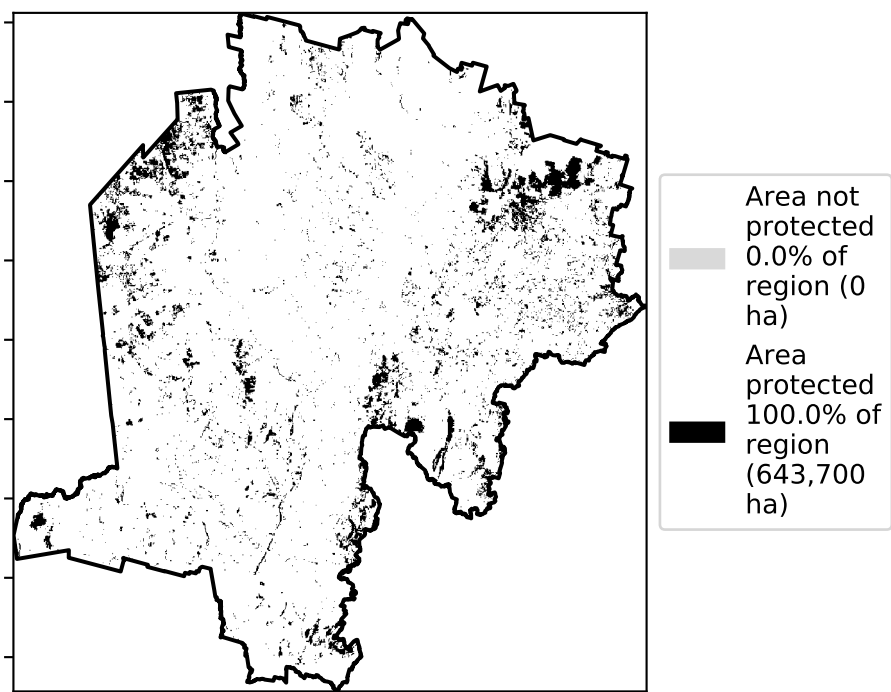 Area not
protected
0.0% of
region (0
ha)
Area
protected
100.0% of
region
(643,700
ha)